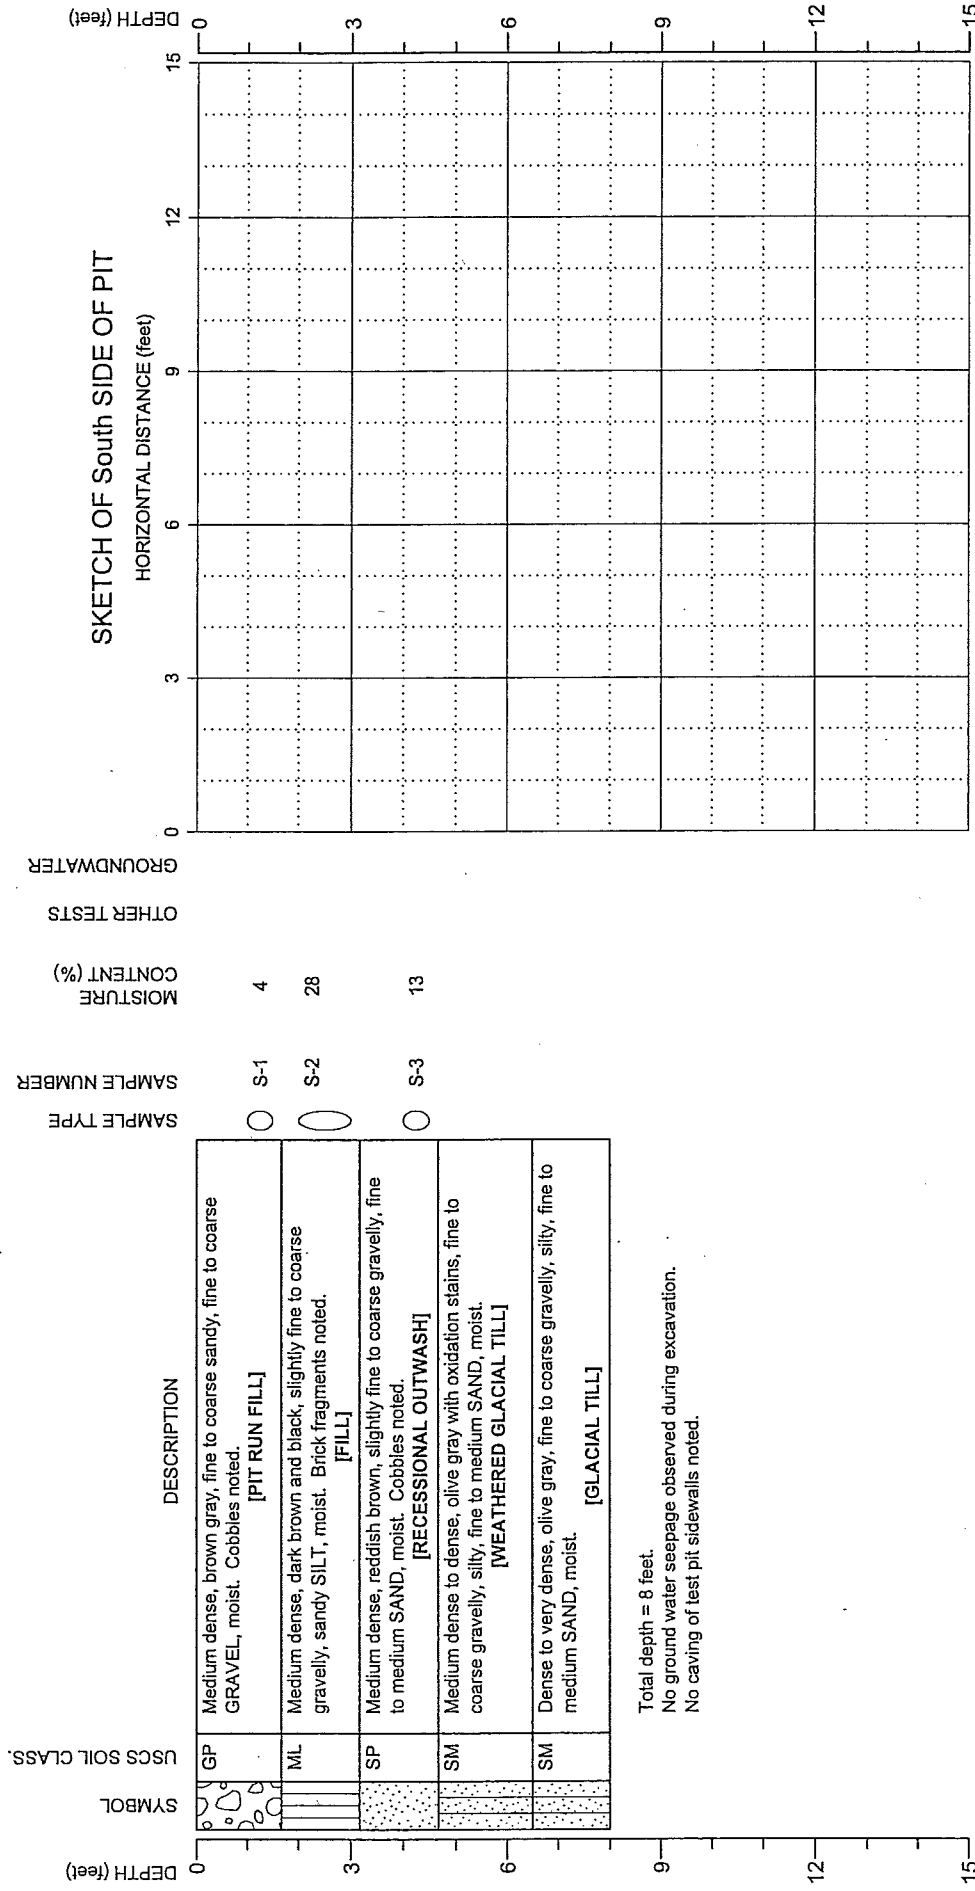 DEPTH (feet)
SYMBOL
USCS SOIL CLASS.
DESCRIPTION
SAMPLE TYPE
SAMPLE NUMBER
MOISTURE
CONTENT (%)
OTHER TESTS
GROUNDWATER
SKETCH OF South SIDE OF PIT
HORIZONTAL DISTANCE (feet)
DEPTH (feet)
0 3 6 9 12 15
0
3
6
9
12
15
GP
Medium dense, brown gray, fine to coarse sandy, fine to coarse
GRAVEL, moist. Cobbles noted.
[PIT RUN FILL]
S-1
4
ML
Medium dense, dark brown and black, slightly fine to coarse
gravelly, sandy SILT, moist. Brick fragments noted.
[FILL]
S-2
28
SP
Medium dense, reddish brown, slightly fine to coarse gravelly, fine
to medium SAND, moist. Cobbles noted.
[RECESSIONAL OUTWASH]
S-3
13
SM
Medium dense to dense, olive gray with oxidation stains, fine to
coarse gravelly, silty, fine to medium SAND, moist.
[WEATHERED GLACIAL TILL]
SM
Dense to very dense, olive gray, fine to coarse gravelly, silty, fine to
medium SAND, moist.
[GLACIAL TILL]
Total depth = 8 feet.
No ground water seepage observed during excavation.
No caving of test pit sidewalls noted.
0
3
6
9
12
15